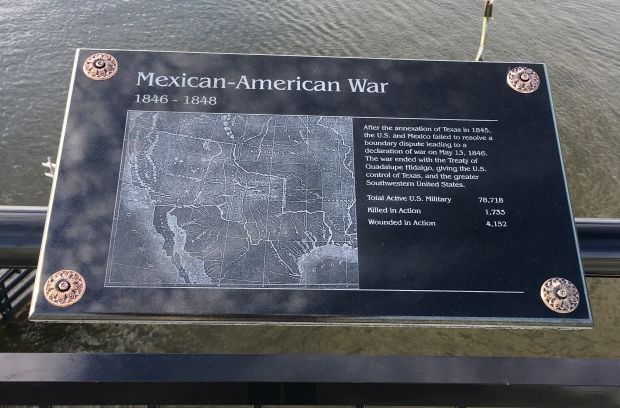 Mexican-American War
1846 - 1848
After the annexation of Texas in 1845,
the U.S. and Mexico failed to resolve a
boundary dispute leading to a
declaration of war on May 13, 1846.
The war ended with the Treaty of
Guadalupe Hidalgo, giving the U.S.
control of Texas, and the greater
Southwestern United States.
Total Active U.S. Military 78,718
Killed in Action 1,733
Wounded in Action 4,152